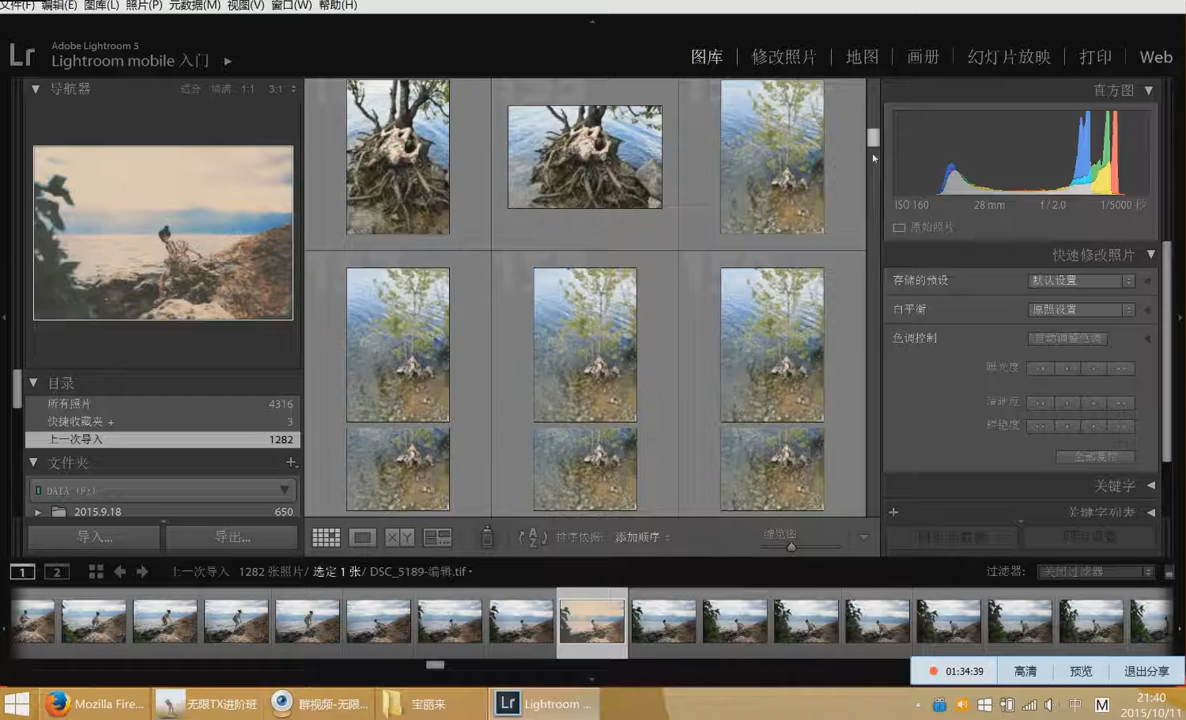 文件(F) 编辑(E) 图库(L) 照片(P) 元数据(M) 视图(V) 窗口(W) 帮助(H)
Lr
Adobe Lightroom 5
Lightroom mobile 入门
图库 修改照片 地图 画册 幻灯片放映 打印 Web
导航器 适合 填满 1:1 3:1
直方图
ISO 160 28 mm f / 2.0 1/5000 秒
原始照片
快速修改照片
存储的预设 默认设置
白平衡 原照设置
色调控制 自动调整色调
曝光度
清晰度
鲜艳度
全部复位
关键字
关键字列表
目录
所有照片 4316
快捷收藏夹 + 3
上一次导入 1282
文件夹
DATA (F:)
2015.9.18 650
导入... 导出...
XY
AZ 排序依据: 添加顺序
缩览图
1 2 上一次导入 1282 张照片/ 选定 1 张/ DSC_5189-编辑.tif
过滤器: 关闭过滤器
01:34:39 高清 预览 退出分享
Mozilla Fire... 无限TX进阶班 群视频-无限... 宝丽来 Lr Lightroom ...
中 M
21:40
2015/10/11